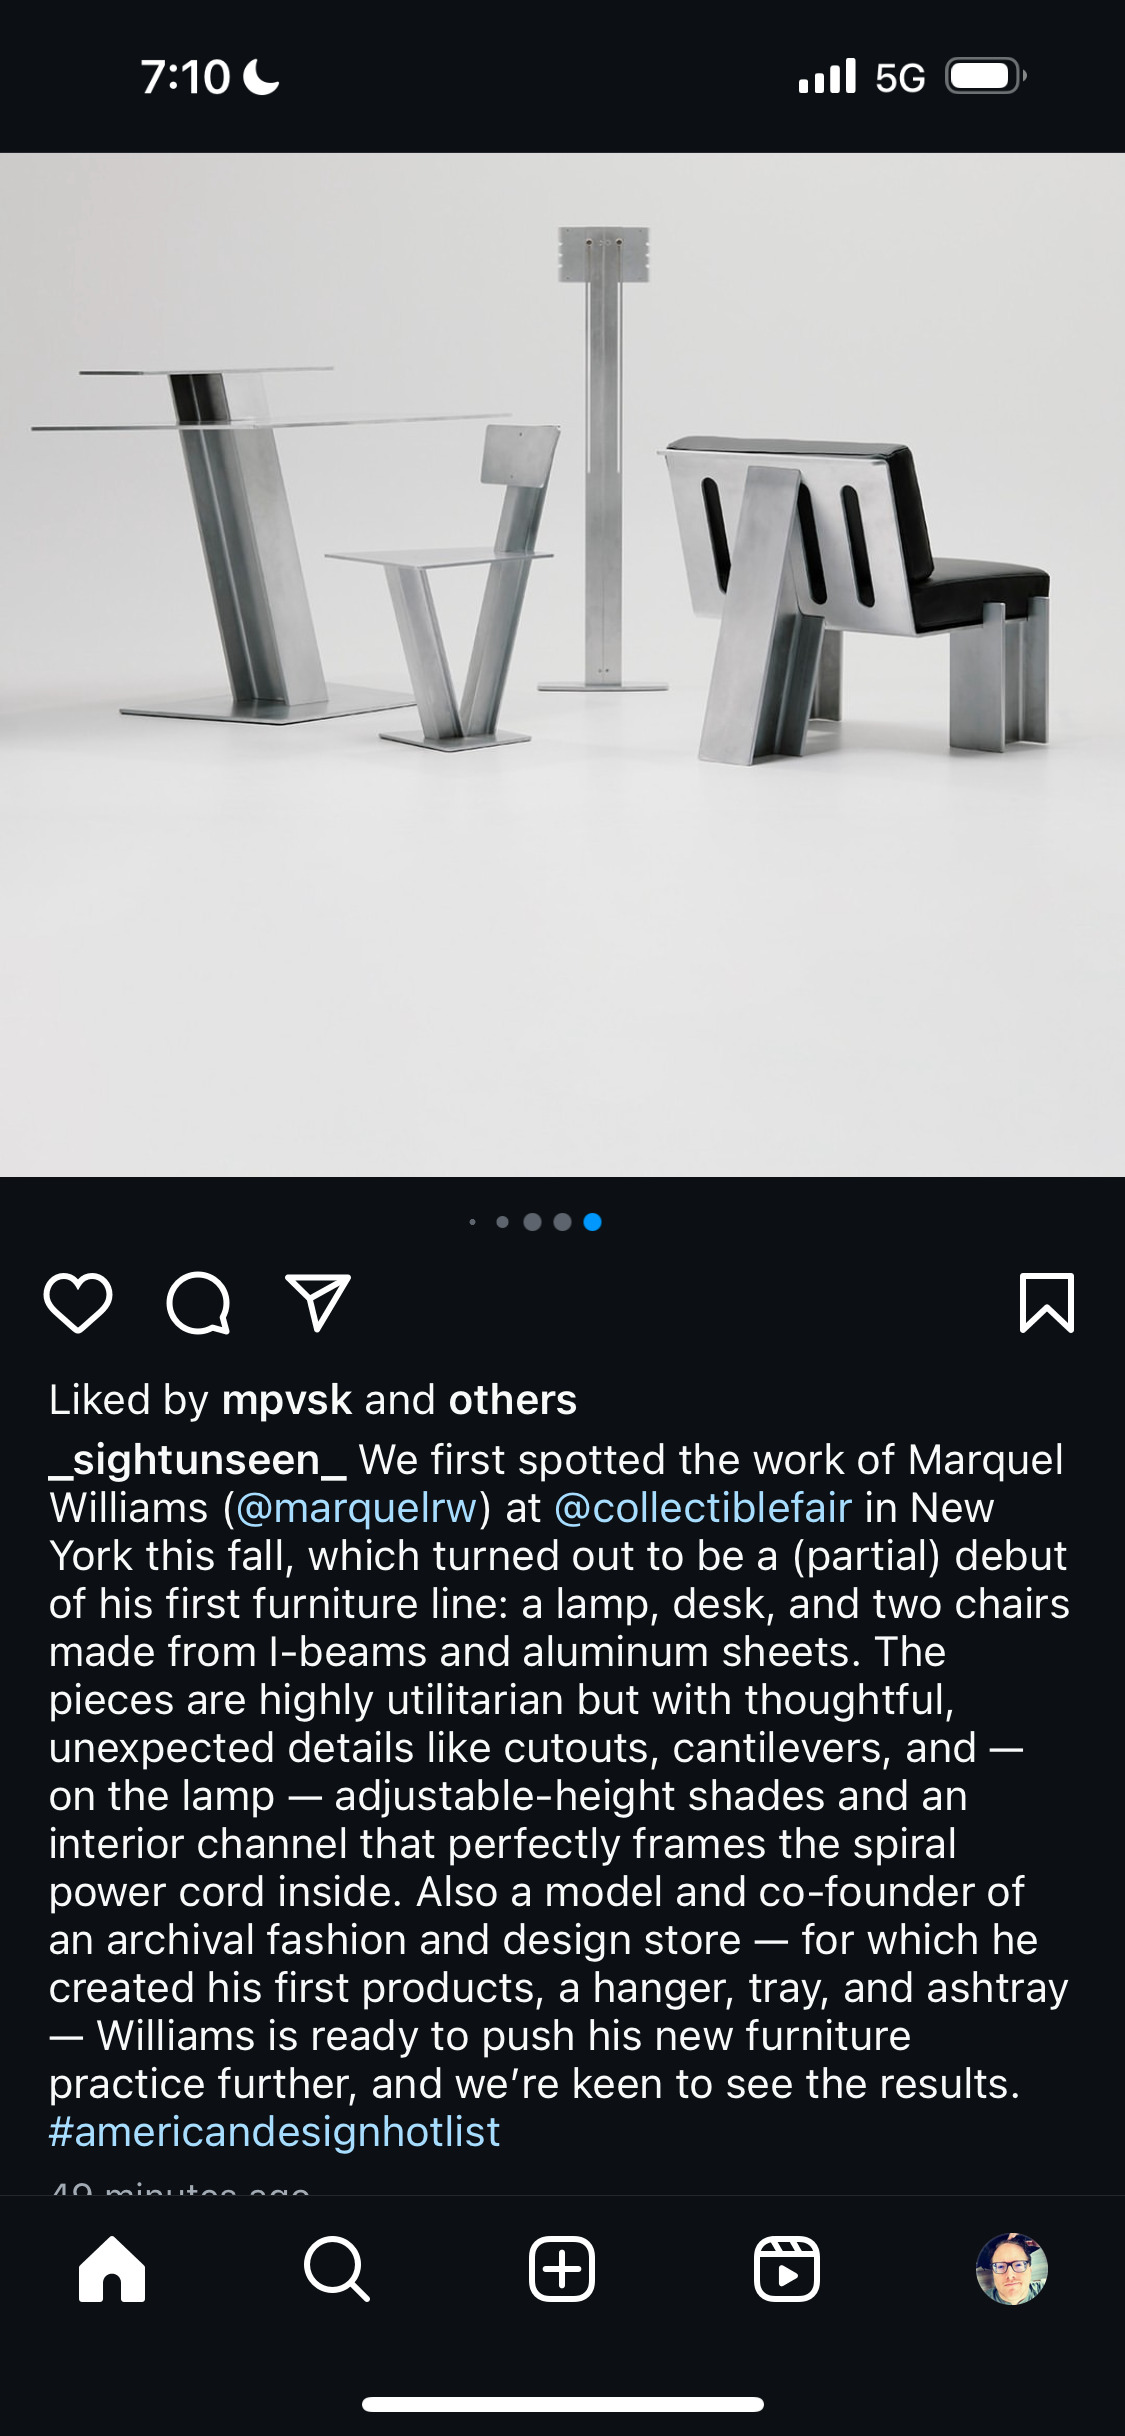 7:10
5G
Liked by mpvsk and others
_sightunseen_ We first spotted the work of Marquel
Williams (@marquelrw) at @collectiblefair in New
York this fall, which turned out to be a (partial) debut
of his first furniture line: a lamp, desk, and two chairs
made from I-beams and aluminum sheets. The
pieces are highly utilitarian but with thoughtful,
unexpected details like cutouts, cantilevers, and —
on the lamp — adjustable-height shades and an
interior channel that perfectly frames the spiral
power cord inside. Also a model and co-founder of
an archival fashion and design store — for which he
created his first products, a hanger, tray, and ashtray
— Williams is ready to push his new furniture
practice further, and we’re keen to see the results.
#americandesignhotlist
49 minutes ago